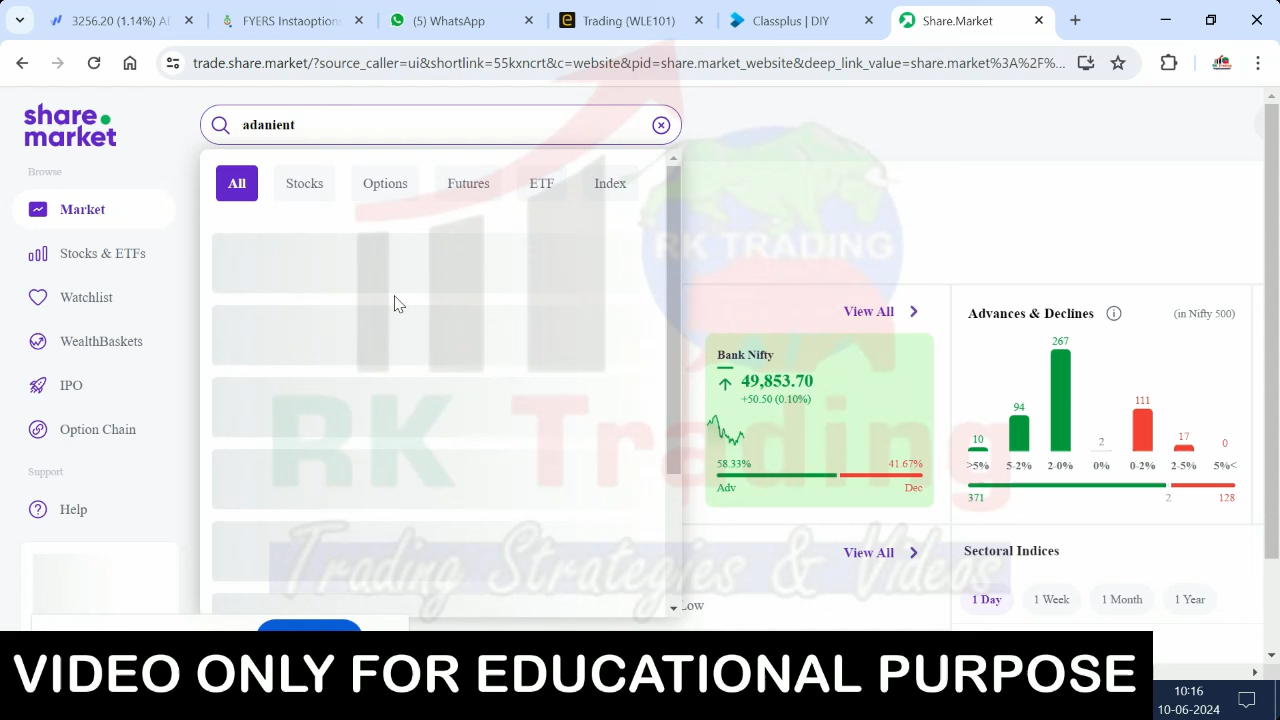 3256.20 (1.14%) A
FYERS Instaoption
(5) WhatsApp
Trading (WLE101)
Classplus | DIY
Share.Market
trade.share.market/?source_caller=ui&shortlink=55kxncrt&c=website&pid=share.market_website&deep_link_value=share.market%3A%2F%...
share.
market
adanient
Browse
All
Stocks
Options
Futures
ETF
Index
Market
Stocks & ETFs
Watchlist
WealthBaskets
IPO
Option Chain
Support
Help
RK TRADING
View All
Advances & Declines
(in Nifty 500)
Bank Nifty
49,853.70
+50.50 (0.10%)
58.33%
41.67%
Adv
Dec
10
94
267
2
111
17
0
>5%
5-2%
2-0%
0%
0-2%
2-5%
5%<
371
2
128
RK Trading
Trading Strategies & Videos
View All
Sectoral Indices
Low
1 Day
1 Week
1 Month
1 Year
VIDEO ONLY FOR EDUCATIONAL PURPOSE
10:16
10-06-2024